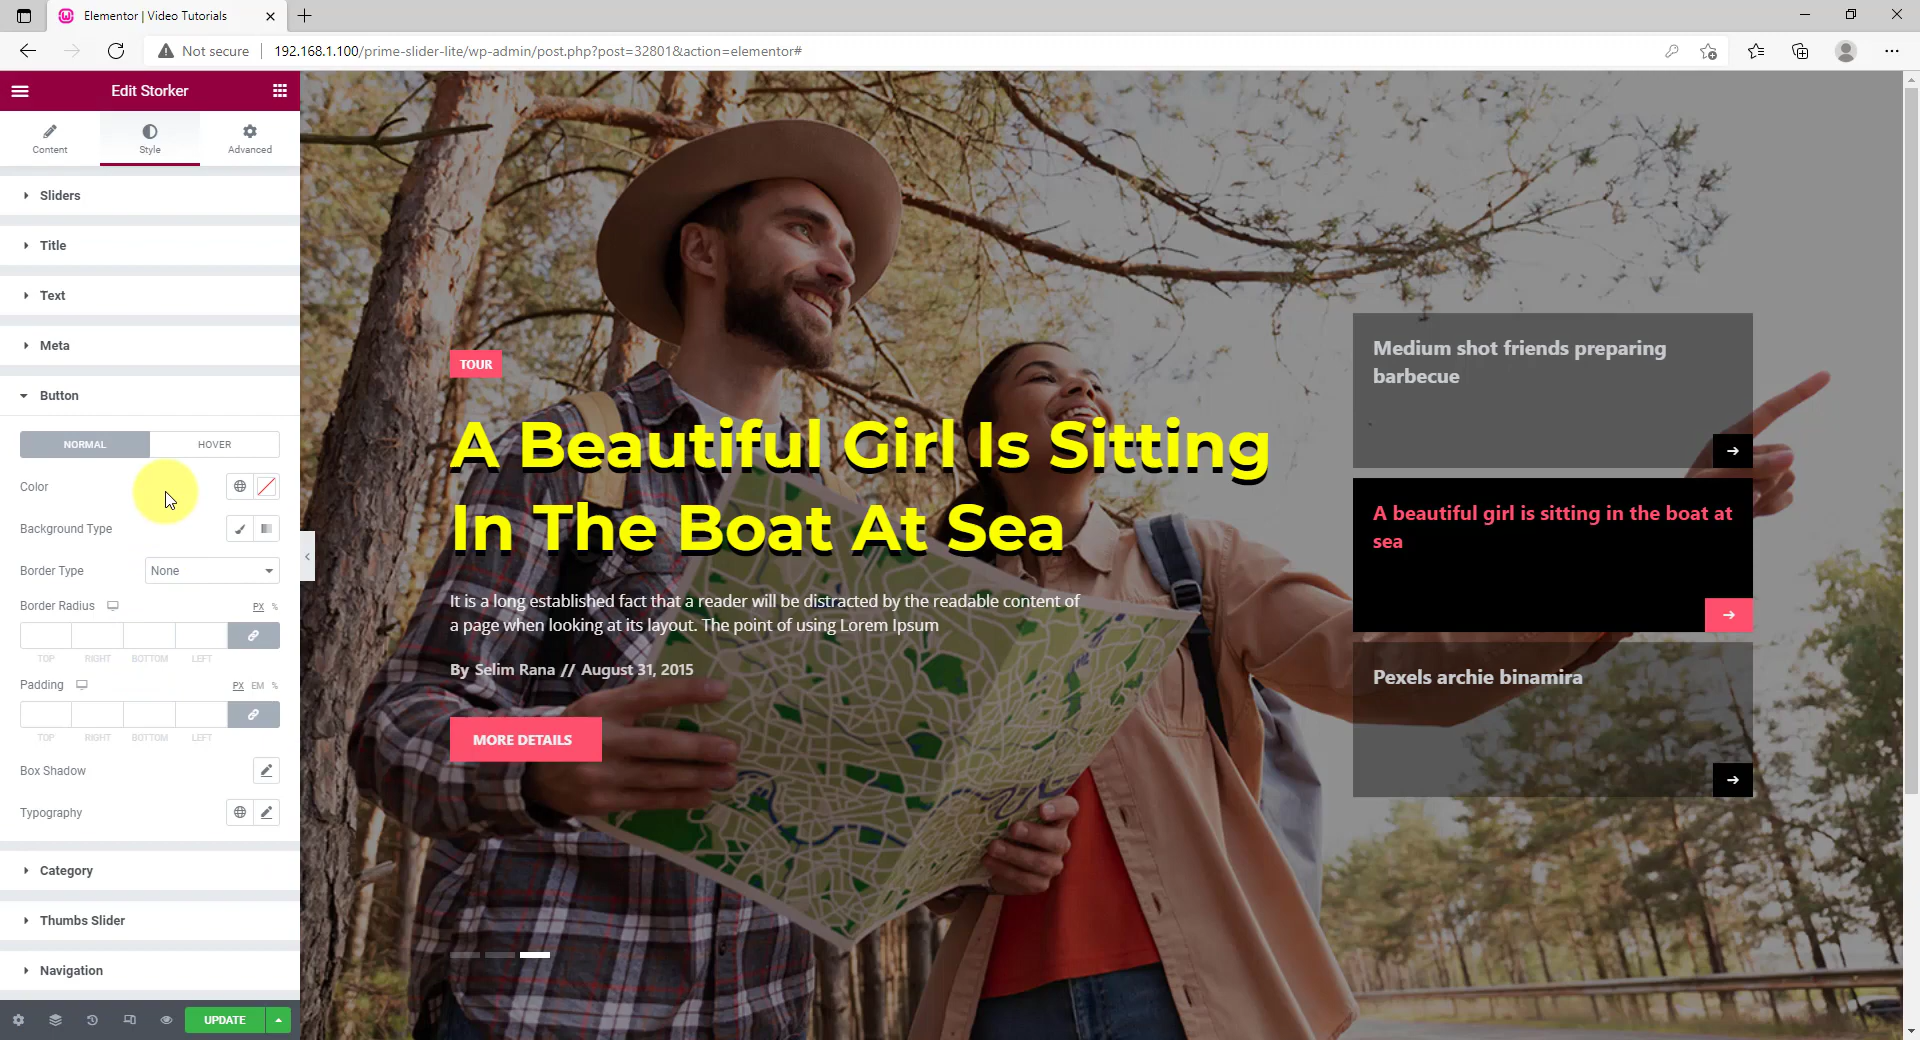 Elementor | Video Tutorials
Not secure
192.168.1.100/prime-slider-lite/wp-admin/post.php?post=32801&action=elementor#
Edit Storker
Content
Style
Advanced
Sliders
Title
Text
Meta
Button
NORMAL
HOVER
Color
Background Type
Border Type
None
Border Radius
PX %
TOP RIGHT BOTTOM LEFT
Padding
PX EM %
TOP RIGHT BOTTOM LEFT
Box Shadow
Typography
Category
Thumbs Slider
Navigation
UPDATE
TOUR
A Beautiful Girl Is Sitting
In The Boat At Sea
It is a long established fact that a reader will be distracted by the readable content of
a page when looking at its layout. The point of using Lorem Ipsum
By Selim Rana // August 31, 2015
MORE DETAILS
Medium shot friends preparing
barbecue
A beautiful girl is sitting in the boat at
sea
Pexels archie binamira